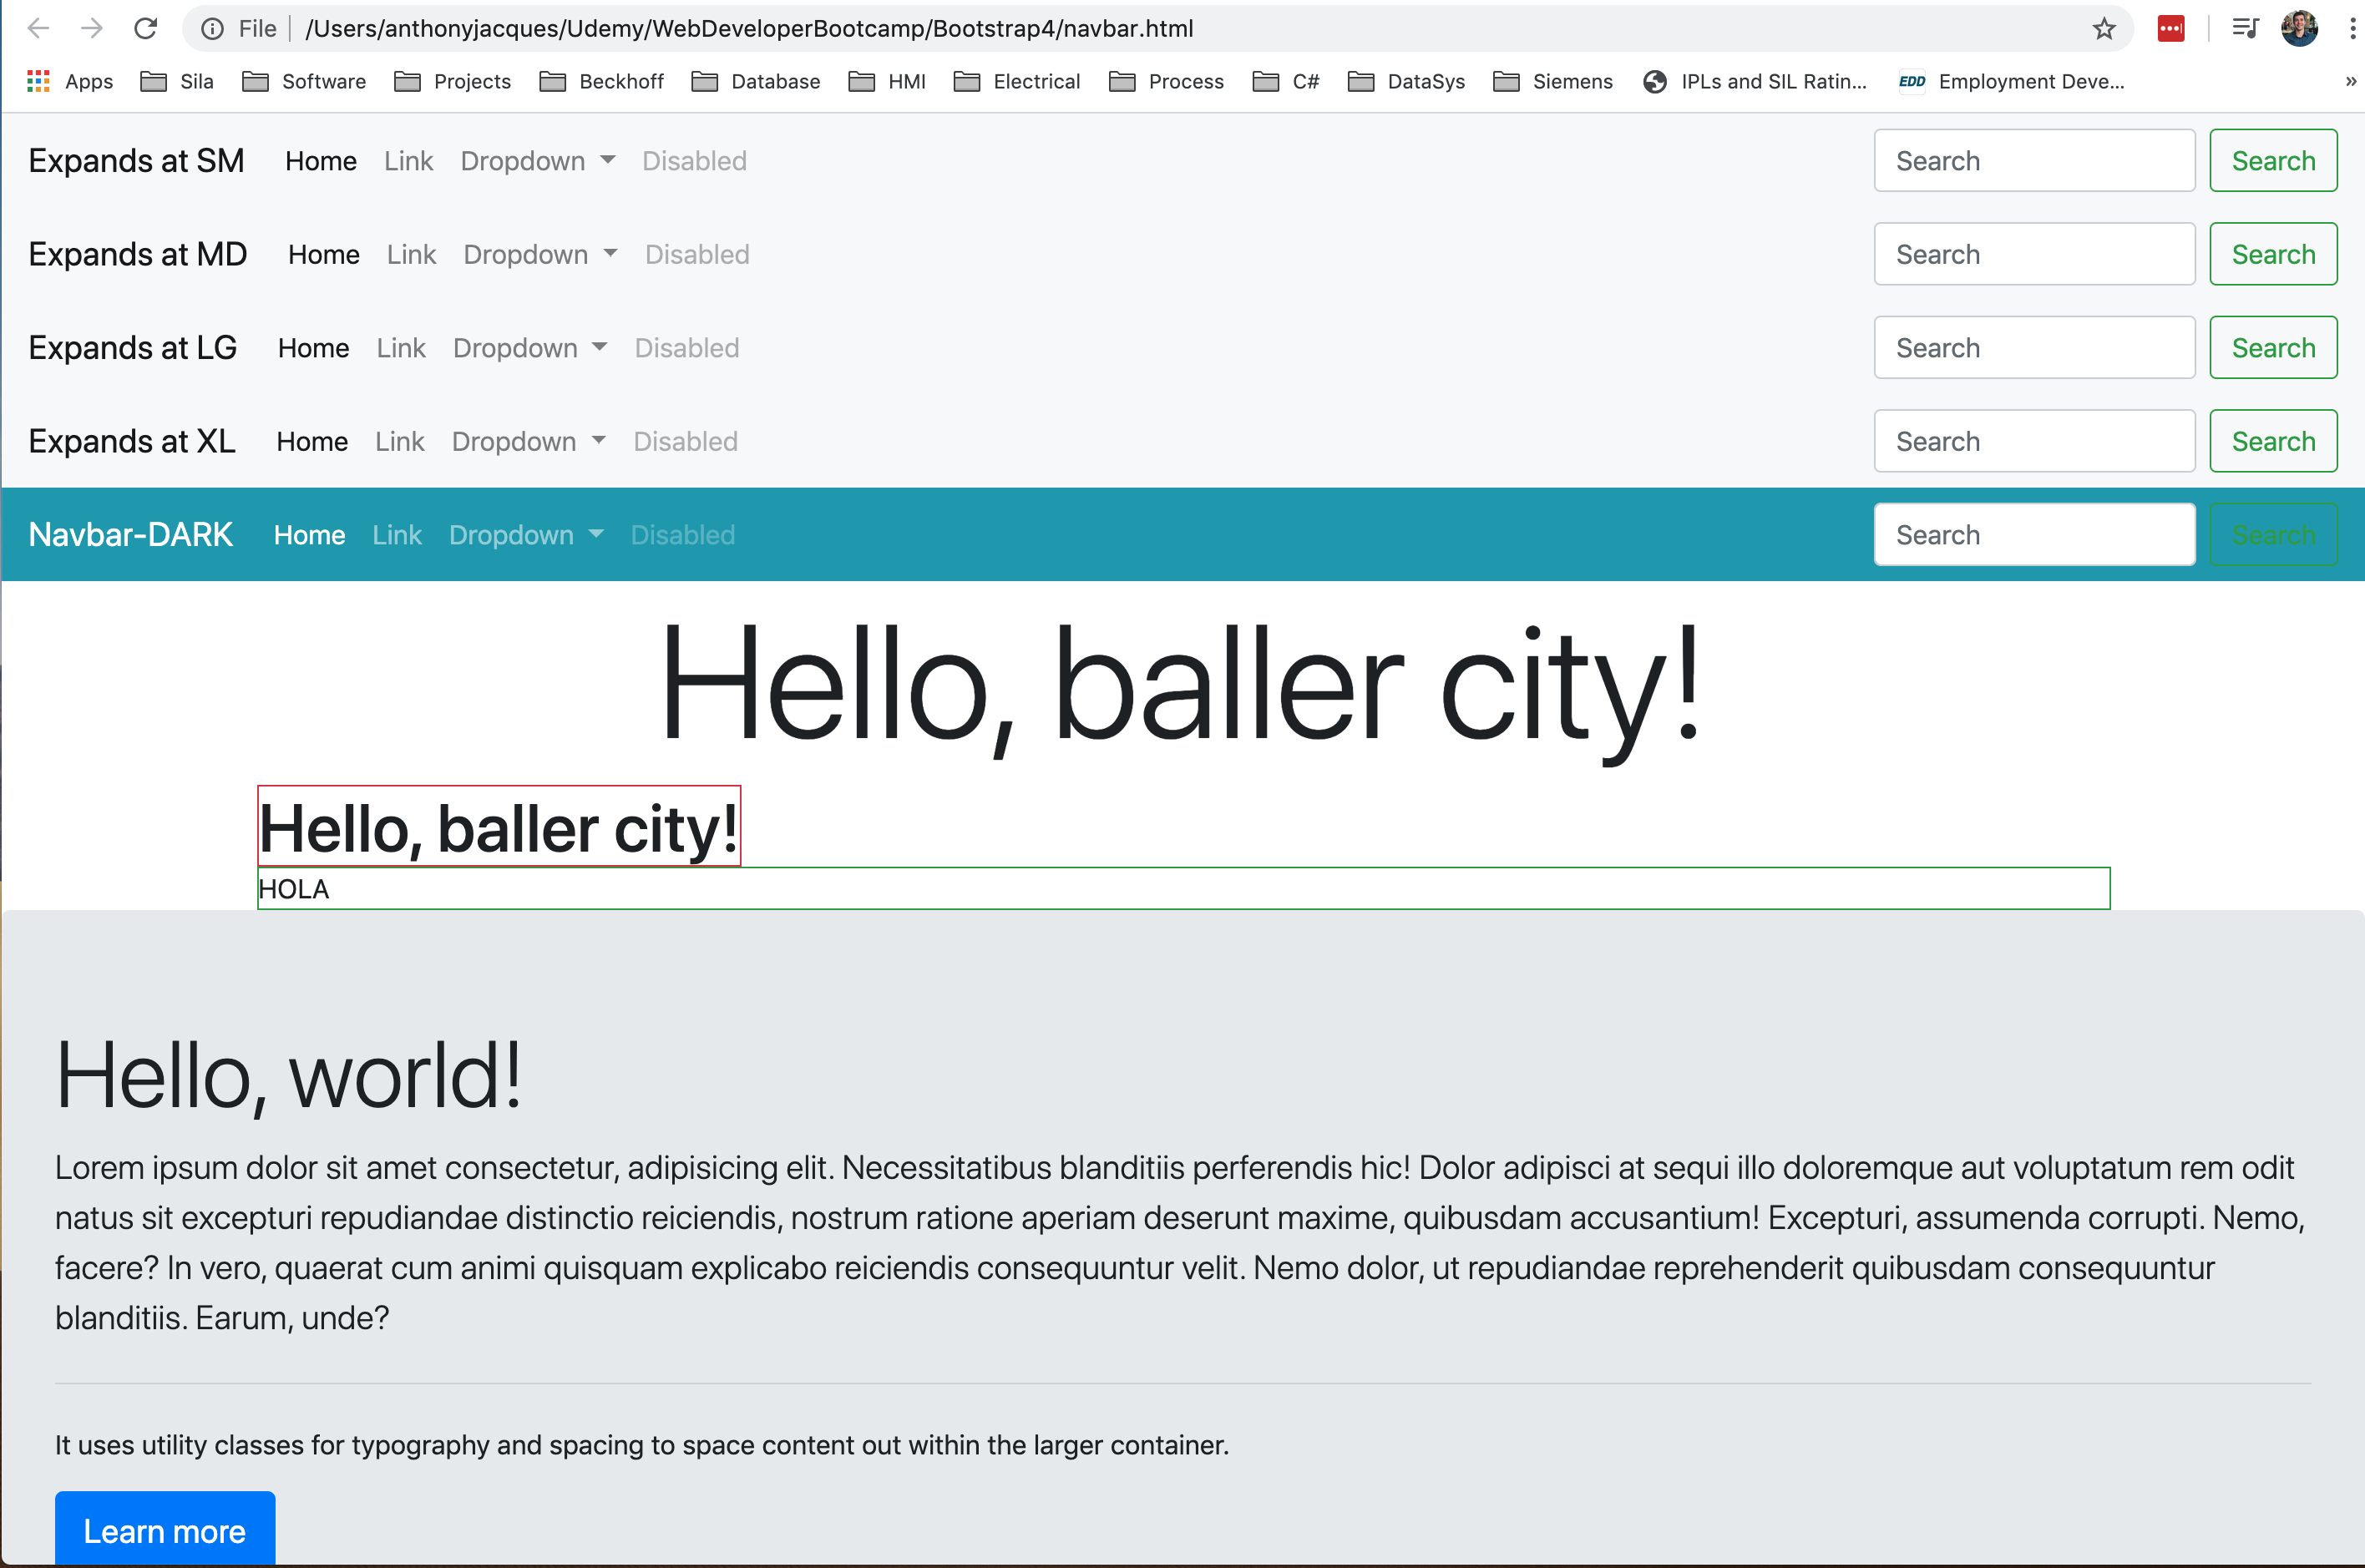 File /Users/anthonyjacques/Udemy/WebDeveloperBootcamp/Bootstrap4/navbar.html
Apps Sila Software Projects Beckhoff Database HMI Electrical Process C# DataSys Siemens IPLs and SIL Ratin... EDD Employment Deve... »
Expands at SM Home Link Dropdown Disabled Search Search
Expands at MD Home Link Dropdown Disabled Search Search
Expands at LG Home Link Dropdown Disabled Search Search
Expands at XL Home Link Dropdown Disabled Search Search
Navbar-DARK Home Link Dropdown Disabled Search Search
Hello, baller city!
Hello, baller city!
HOLA
Hello, world!
Lorem ipsum dolor sit amet consectetur, adipisicing elit. Necessitatibus blanditiis perferendis hic! Dolor adipisci at sequi illo doloremque aut voluptatum rem odit
natus sit excepturi repudiandae distinctio reiciendis, nostrum ratione aperiam deserunt maxime, quibusdam accusantium! Excepturi, assumenda corrupti. Nemo,
facere? In vero, quaerat cum animi quisquam explicabo reiciendis consequuntur velit. Nemo dolor, ut repudiandae reprehenderit quibusdam consequuntur
blanditiis. Earum, unde?
It uses utility classes for typography and spacing to space content out within the larger container.
Learn more